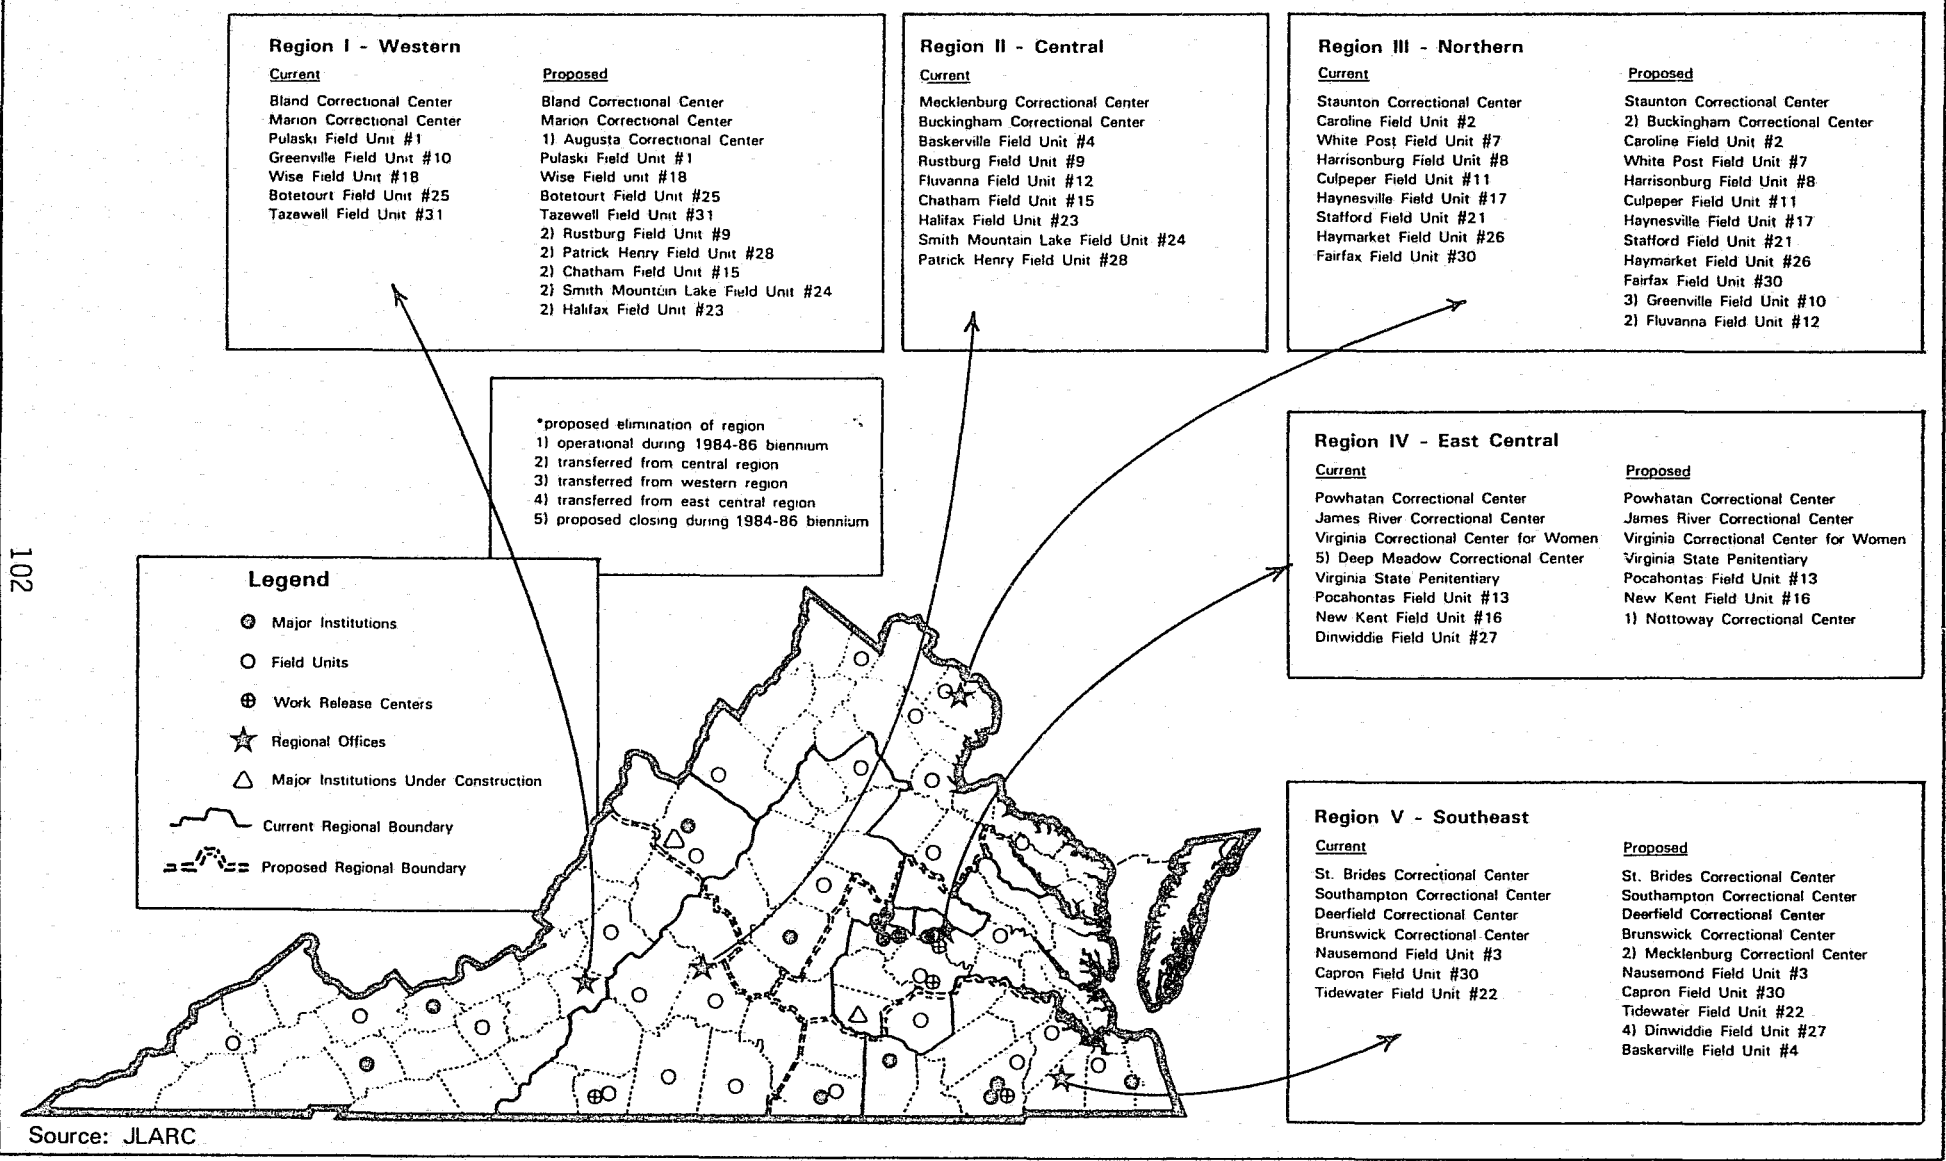 Region I - Western
Current
Bland Correctional Center
Marion Correctional Center
Pulaski Field Unit #1
Greenville Field Unit #10
Wise Field Unit #18
Botetourt Field Unit #25
Tazewell Field Unit #31
Proposed
Bland Correctional Center
Marion Correctional Center
1) Augusta Correctional Center
Pulaski Field Unit #1
Wise Field unit #18
Botetourt Field Unit #25
Tazewell Field Unit #31
2) Rustburg Field Unit #9
2) Patrick Henry Field Unit #28
2) Chatham Field Unit #15
2) Smith Mountain Lake Field Unit #24
2) Halifax Field Unit #23
Region II - Central
Current
Mecklenburg Correctional Center
Buckingham Correctional Center
Baskerville Field Unit #4
Rustburg Field Unit #9
Fluvanna Field Unit #12
Chatham Field Unit #15
Halifax Field Unit #23
Smith Mountain Lake Field Unit #24
Patrick Henry Field Unit #28
Region III - Northern
Current
Staunton Correctional Center
Caroline Field Unit #2
White Post Field Unit #7
Harrisonburg Field Unit #8
Culpeper Field Unit #11
Haynesville Field Unit #17
Stafford Field Unit #21
Haymarket Field Unit #26
Fairfax Field Unit #30
Proposed
Staunton Correctional Center
2) Buckingham Correctional Center
Caroline Field Unit #2
White Post Field Unit #7
Harrisonburg Field Unit #8
Culpeper Field Unit #11
Haynesville Field Unit #17
Stafford Field Unit #21
Haymarket Field Unit #26
Fairfax Field Unit #30
3) Greenville Field Unit #10
2) Fluvanna Field Unit #12
*proposed elimination of region
1) operational during 1984-86 biennium
2) transferred from central region
3) transferred from western region
4) transferred from east central region
5) proposed closing during 1984-86 biennium
Region IV - East Central
Current
Powhatan Correctional Center
James River Correctional Center
Virginia Correctional Center for Women
5) Deep Meadow Correctional Center
Virginia State Penitentiary
Pocahontas Field Unit #13
New Kent Field Unit #16
Dinwiddie Field Unit #27
Proposed
Powhatan Correctional Center
James River Correctional Center
Virginia Correctional Center for Women
Virginia State Penitentiary
Pocahontas Field Unit #13
New Kent Field Unit #16
1) Nottoway Correctional Center
102
Legend
Major Institutions
Field Units
Work Release Centers
Regional Offices
Major Institutions Under Construction
Current Regional Boundary
Proposed Regional Boundary
Region V - Southeast
Current
St. Brides Correctional Center
Southampton Correctional Center
Deerfield Correctional Center
Brunswick Correctional Center
Nausemond Field Unit #3
Capron Field Unit #30
Tidewater Field Unit #22
Proposed
St. Brides Correctional Center
Southampton Correctional Center
Deerfield Correctional Center
Brunswick Correctional Center
2) Mecklenburg Correctionl Center
Nausemond Field Unit #3
Capron Field Unit #30
Tidewater Field Unit #22
4) Dinwiddie Field Unit #27
Baskerville Field Unit #4
Source: JLARC